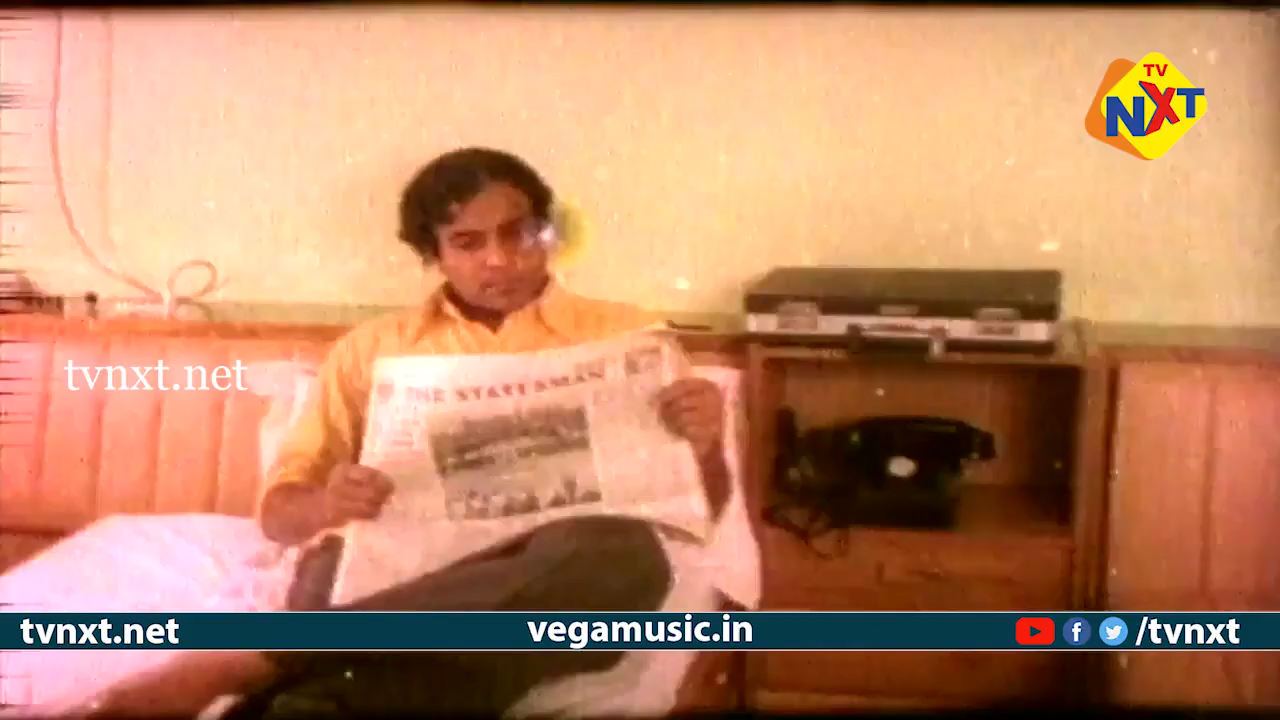 TV
NXT
tvnxt.net
THE STATESMAN
tvnxt.net
vegamusic.in
/tvnxt